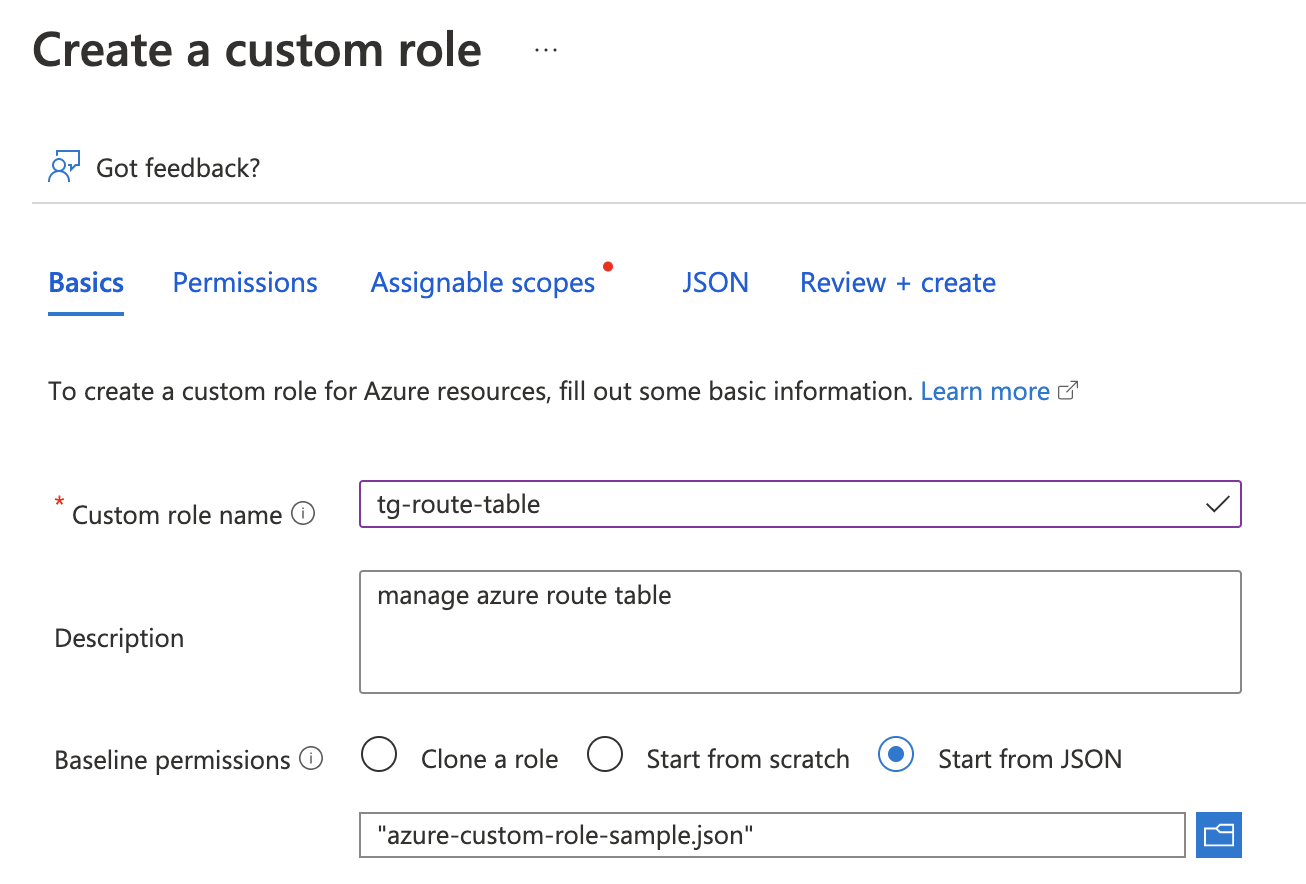 Create a custom role ...
Got feedback?
Basics Permissions Assignable scopes JSON Review + create
To create a custom role for Azure resources, fill out some basic information. Learn more
* Custom role name tg-route-table
Description manage azure route table
Baseline permissions Clone a role Start from scratch Start from JSON
"azure-custom-role-sample.json"